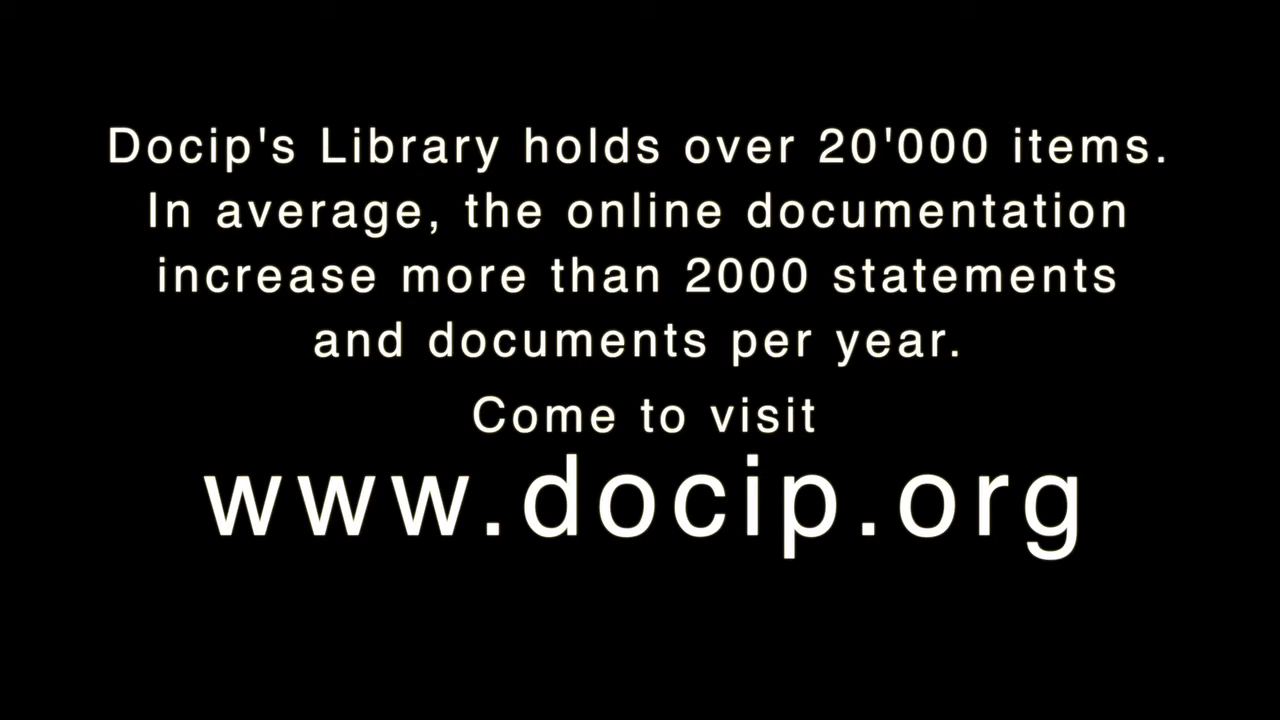 Docip's Library holds over 20'000 items.
In average, the online documentation
increase more than 2000 statements
and documents per year.
Come to visit
www.docip.org